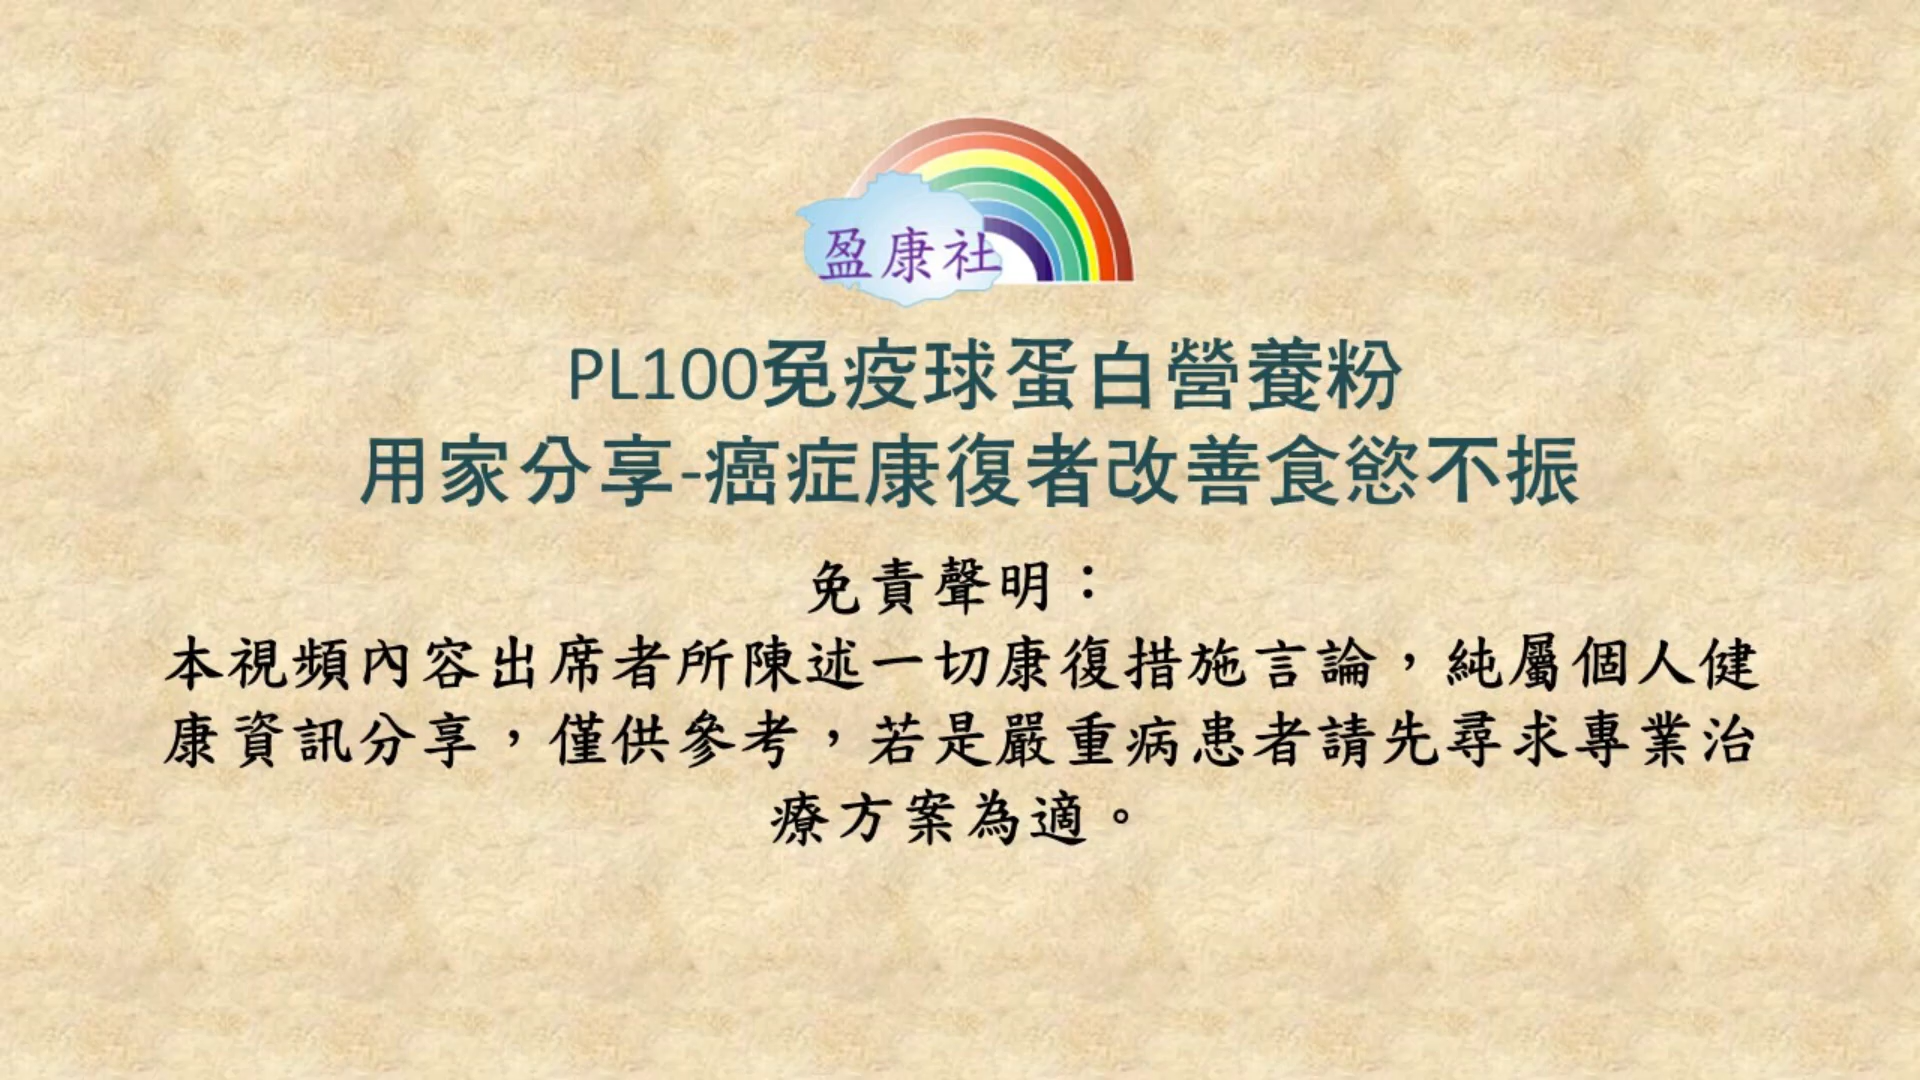 盈康社
PL100免疫球蛋白營養粉
用家分享-癌症康復者改善食慾不振
免責聲明：
本視頻內容出席者所陳述一切康復措施言論，純屬個人健
康資訊分享，僅供參考，若是嚴重病患者請先尋求專業治
療方案為適。